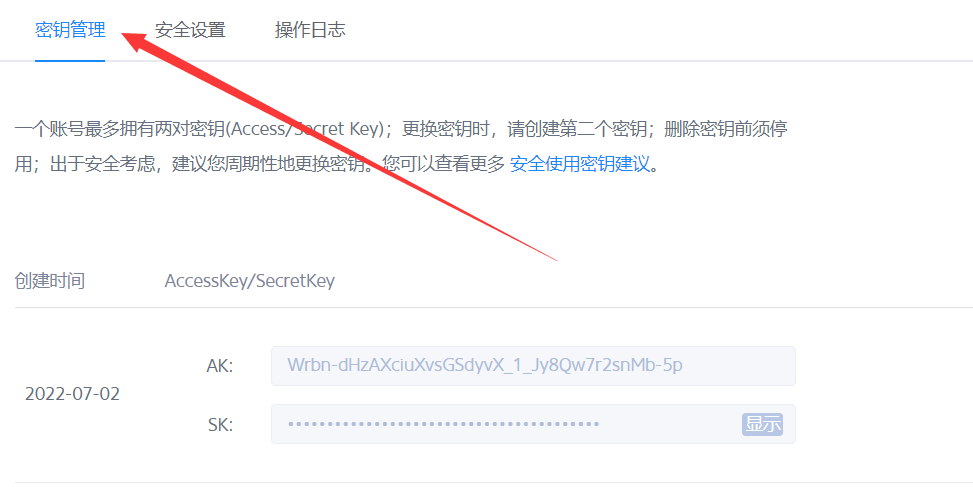 密钥管理 安全设置 操作日志
一个账号最多拥有两对密钥(Access/Secret Key)；更换密钥时，请创建第二个密钥；删除密钥前须停
用；出于安全考虑，建议您周期性地更换密钥。您可以查看更多 安全使用密钥建议。
创建时间 AccessKey/SecretKey
AK: Wrbn-dHzAXciuXvsGSdyvX_1_Jy8Qw7r2snMb-5p
2022-07-02
SK: •••••••••••••••••••••••••••••••••••••••• 显示